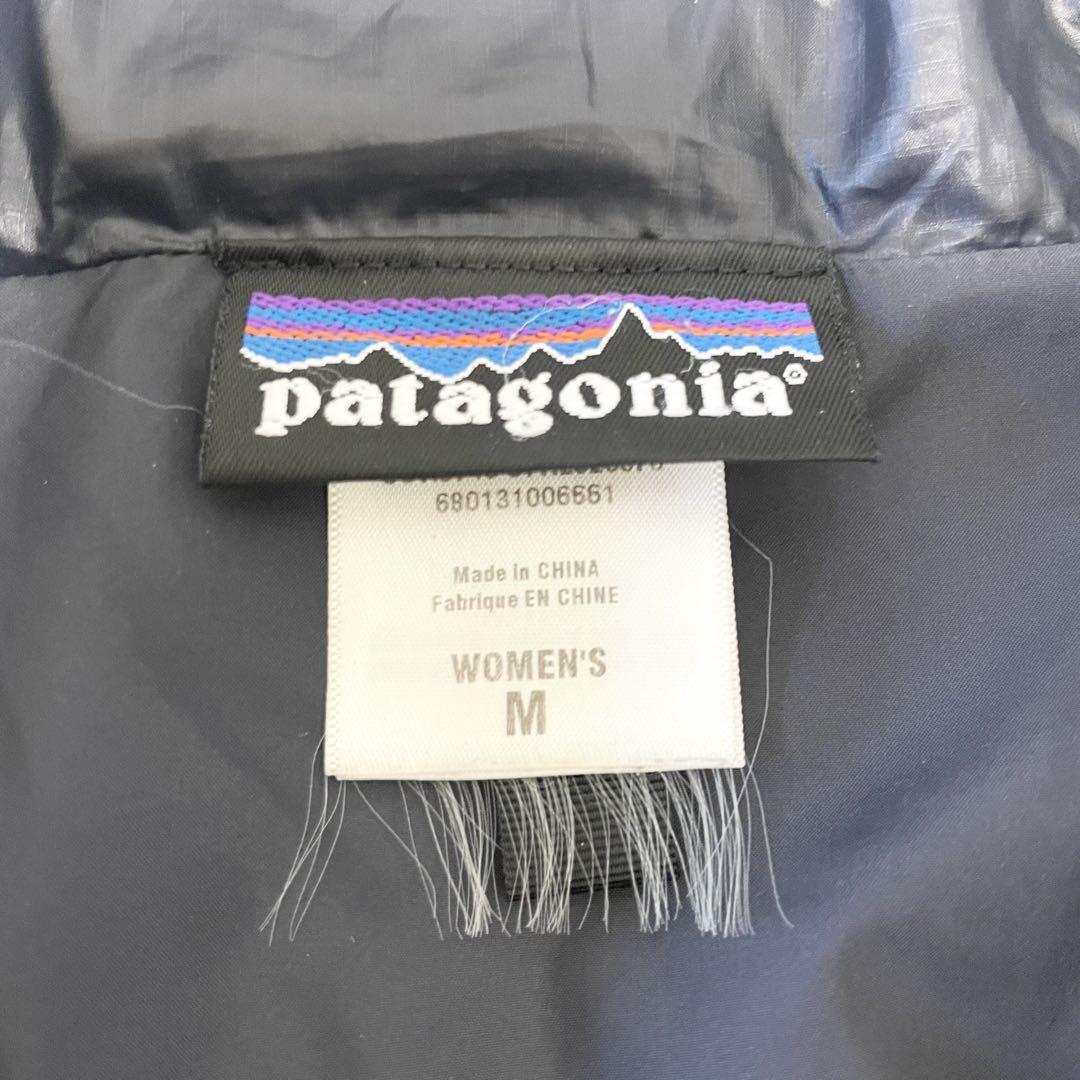 patagonia®
680131006661
Made in CHINA
Fabrique EN CHINE
WOMEN'S
M